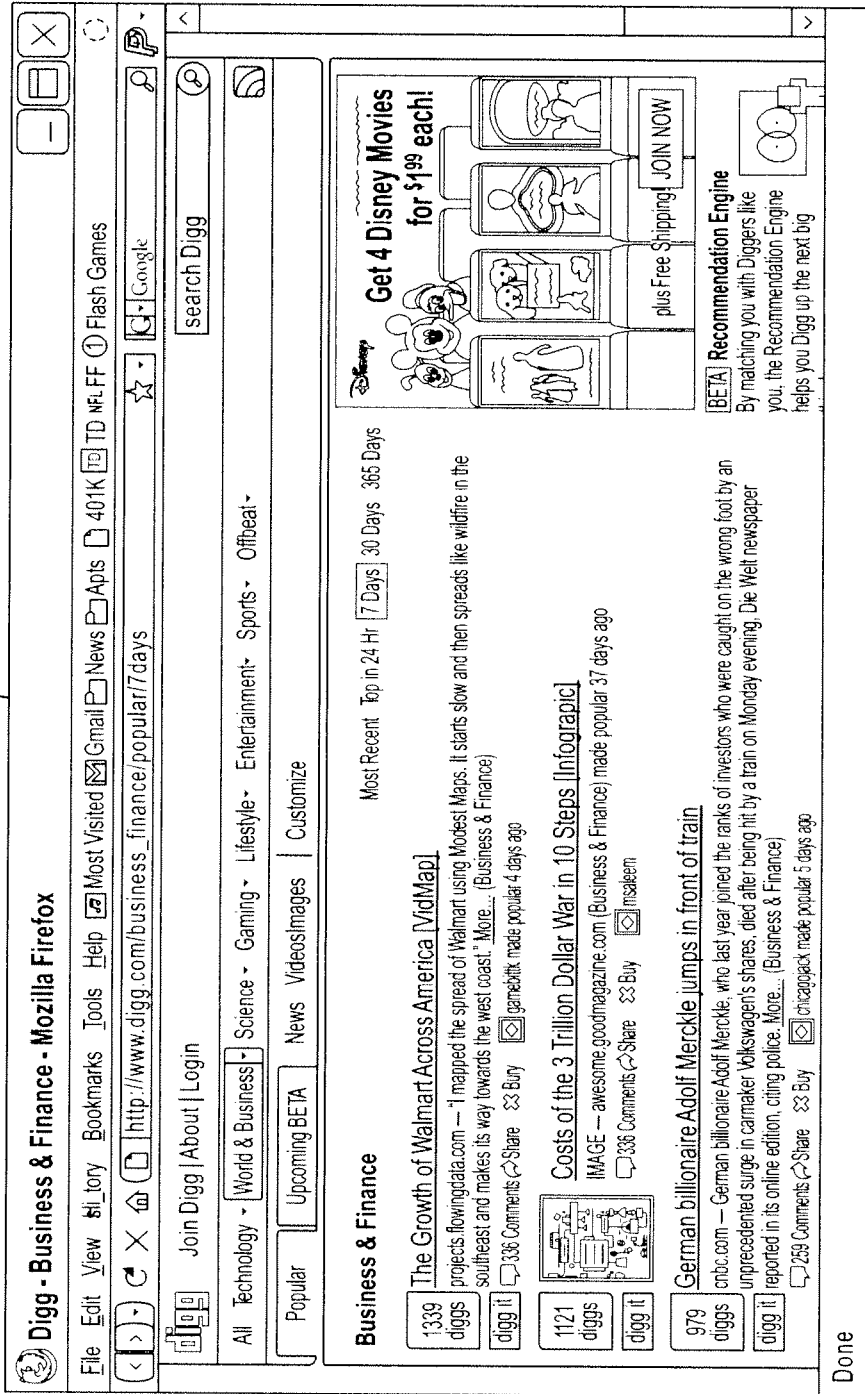 Digg - Business & Finance - Mozilla Firefox
File Edit View Tools Bookmarks Help Most Visited Gmail News Apts 401K TD TD NFL FF 1 Flash Games
http://www.digg.com/business_finance/popular/7days
G Google
digg
Join Digg | About | Login
search Digg
All Technology World & Business Science Gaming Lifestyle Entertainment Sports Offbeat
Popular Upcoming BETA News VideosImages Customize
Business & Finance
Most Recent Top in 24 Hr 7 Days 30 Days 365 Days
1339 diggs
digg it
The Growth of Walmart Across America [VidMap]
projects.flowingdata.com — "I mapped the spread of Walmart using Modest Maps. It starts slow and then spreads like wildfire in the
southeast and makes its way towards the west coast." More... (Business & Finance)
336 Comments Share Bury gamebittk made popular 4 days ago
1121 diggs
digg it
Costs of the 3 Trillion Dollar War in 10 Steps [Infograpic]
IMAGE — awesome.goodmagazine.com (Business & Finance) made popular 37 days ago
336 Comments Share Buy msaleem
979 diggs
digg it
German billionaire Adolf Merckle jumps in front of train
cnbc.com — German billionaire Adolf Merckle, who last year joined the ranks of investors who were caught on the wrong foot by an
unprecedented surge in carmaker Volkswagen's shares, died after being hit by a train on Monday evening, Die Welt newspaper
reported in its online edition, citing police. More... (Business & Finance)
259 Comments Share Buy chicagojack made popular 5 days ago
Disney
Get 4 Disney Movies
for $1.99 each!
plus Free Shipping! JOIN NOW
BETA Recommendation Engine
By matching you with Diggers like
you, the Recommendation Engine
helps you Digg up the next big
Done